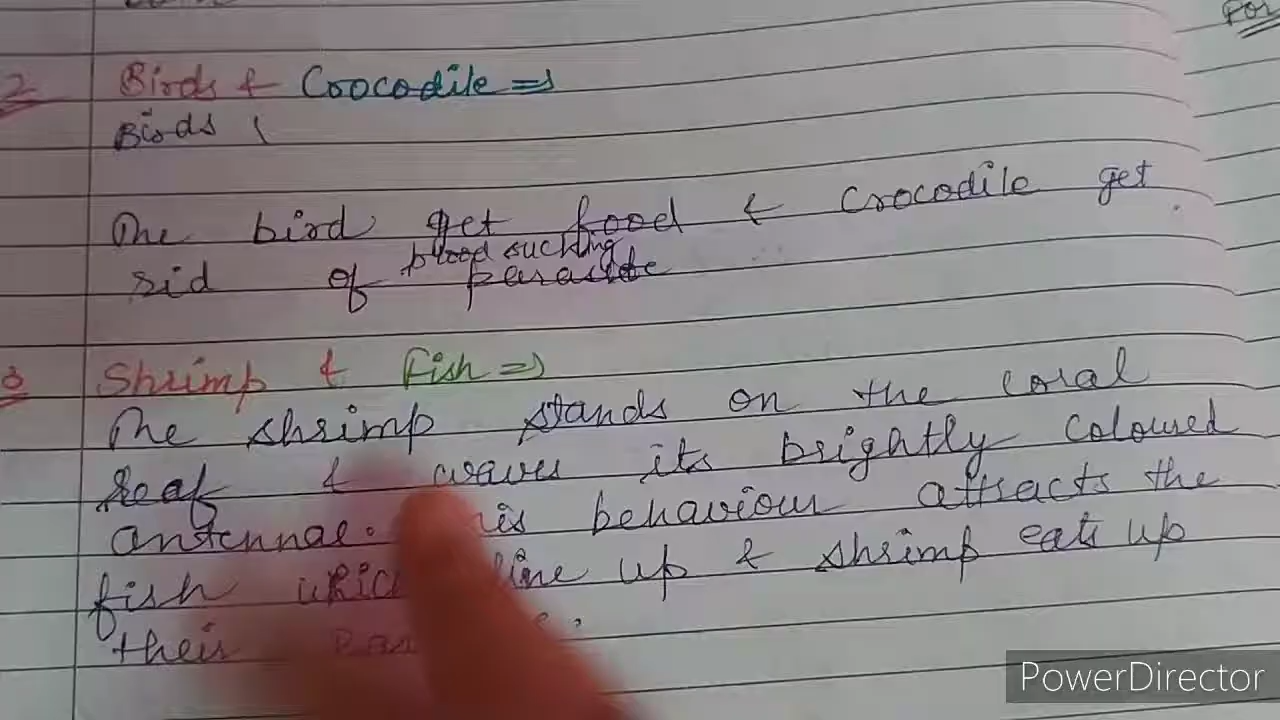 For
2 Birds & Crocodile ⇒
Birds (
The bird get food & Crocodile get
rid of blood sucking parasite
3 Shrimp & Fish ⇒
The shrimp stands on the coral
reaf & waves its brightly coloured
antennae. behaviour attracts the
fish line up & shrimp eats up
their
PowerDirector